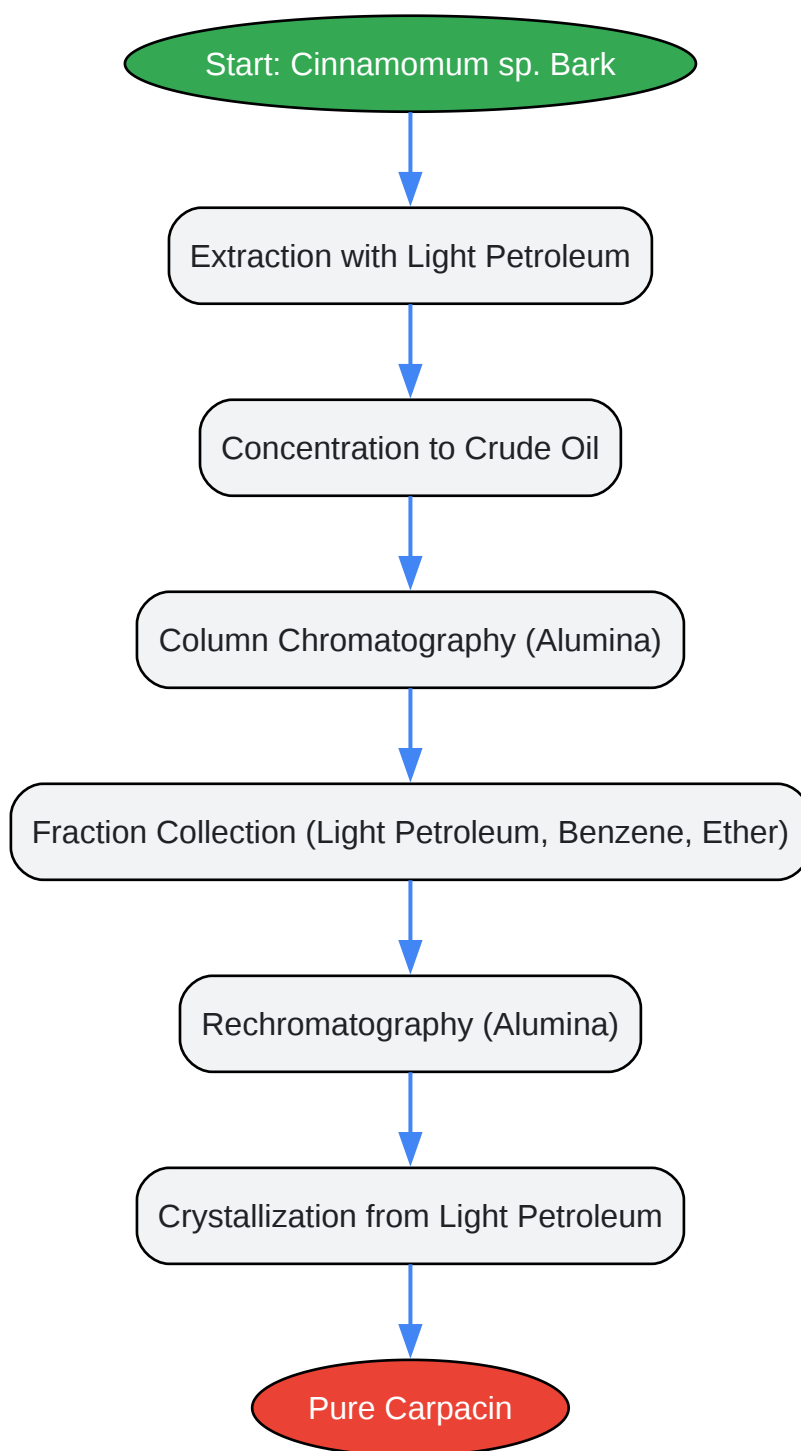 Start: Cinnamomum sp. Bark
Extraction with Light Petroleum
Concentration to Crude Oil
Column Chromatography (Alumina)
Fraction Collection (Light Petroleum, Benzene, Ether)
Rechromatography (Alumina)
Crystallization from Light Petroleum
Pure Carpacin